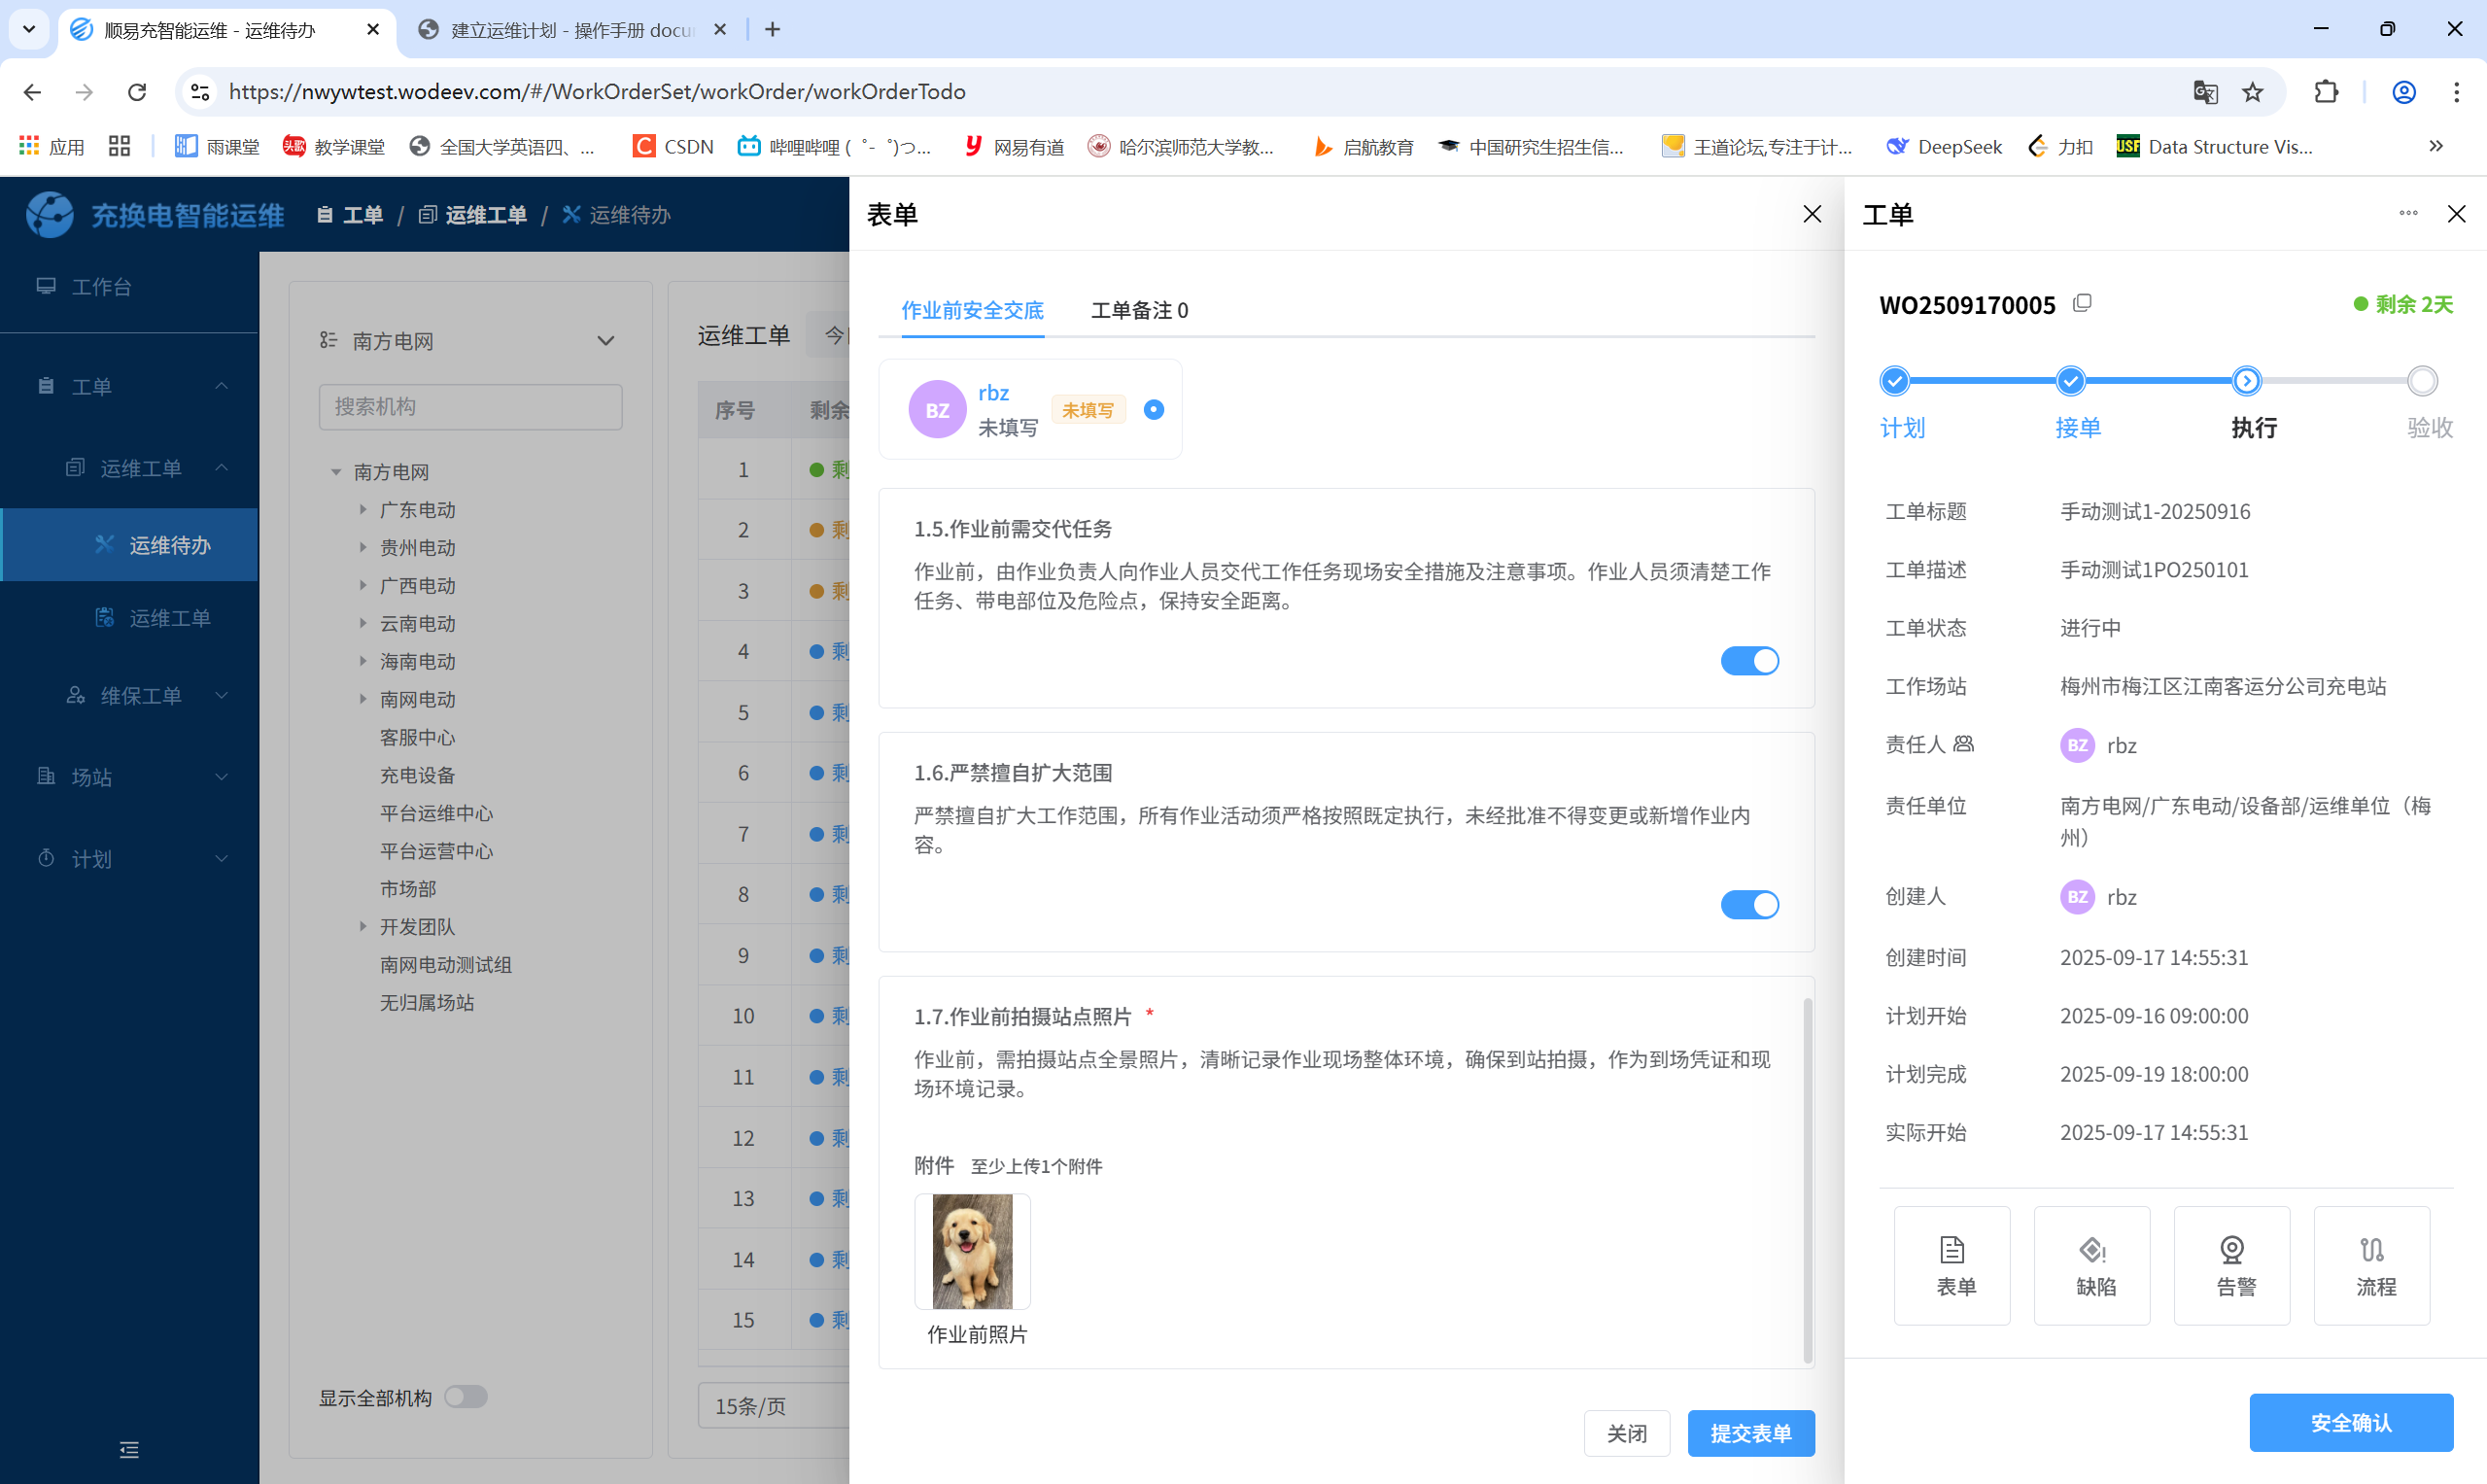 顺易充智能运维 - 运维待办
建立运维计划 - 操作手册 docu
https://nwywtest.wodeev.com/#/WorkOrderSet/workOrder/workOrderTodo
应用
雨课堂
头歌 教学课堂
全国大学英语四、...
CSDN
哔哩哔哩 (゜-゜)つ...
网易有道
哈尔滨师范大学教...
启航教育
中国研究生招生信...
王道论坛,专注于计...
DeepSeek
力扣
USF Data Structure Vis...
充换电智能运维
工单 / 运维工单 / 运维待办
工作台
工单
运维工单
运维待办
运维工单
维保工单
场站
计划
南方电网
搜索机构
南方电网
广东电动
贵州电动
广西电动
云南电动
海南电动
南网电动
客服中心
充电设备
平台运维中心
平台运营中心
市场部
开发团队
南网电动测试组
无归属场站
显示全部机构
运维工单
序号 剩余
1 剩
2 剩
3 剩
4 剩
5 剩
6 剩
7 剩
8 剩
9 剩
10 剩
11 剩
12 剩
13 剩
14 剩
15 剩
15条/页
表单
作业前安全交底 工单备注 0
BZ
rbz
未填写
未填写
1.5.作业前需交代任务
作业前，由作业负责人向作业人员交代工作任务现场安全措施及注意事项。作业人员须清楚工作
任务、带电部位及危险点，保持安全距离。
1.6.严禁擅自扩大范围
严禁擅自扩大工作范围，所有作业活动须严格按照既定执行，未经批准不得变更或新增作业内
容。
1.7.作业前拍摄站点照片 *
作业前，需拍摄站点全景照片，清晰记录作业现场整体环境，确保到站拍摄，作为到场凭证和现
场环境记录。
附件 至少上传1个附件
作业前照片
关闭
提交表单
工单
WO2509170005
剩余 2天
计划
接单
执行
验收
工单标题 手动测试1-20250916
工单描述 手动测试1PO250101
工单状态 进行中
工作场站 梅州市梅江区江南客运分公司充电站
责任人 BZ rbz
责任单位 南方电网/广东电动/设备部/运维单位（梅
州）
创建人 BZ rbz
创建时间 2025-09-17 14:55:31
计划开始 2025-09-16 09:00:00
计划完成 2025-09-19 18:00:00
实际开始 2025-09-17 14:55:31
表单
缺陷
告警
流程
安全确认